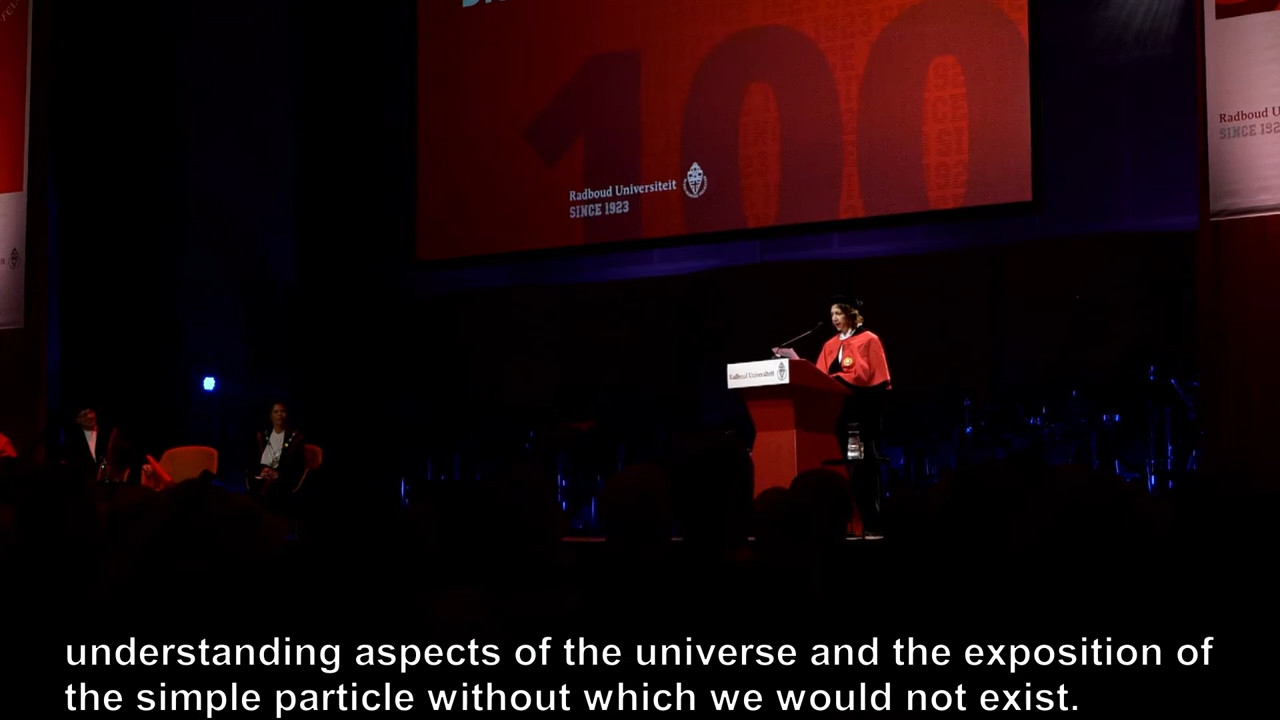 100
Radboud Universiteit
SINCE 1923
Radboud U
SINCE 192
Radboud Universiteit
understanding aspects of the universe and the exposition of
the simple particle without which we would not exist.